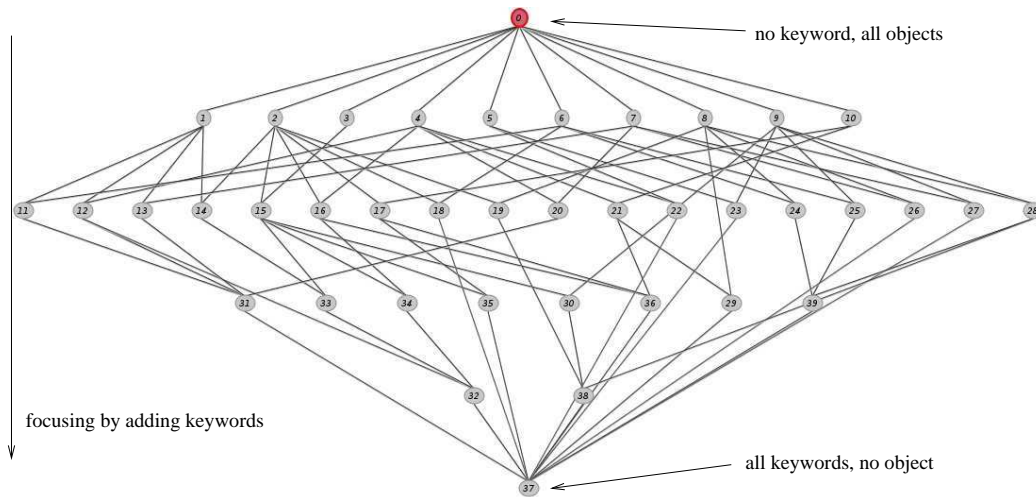 0
no keyword, all objects
1 2 3 4 5 6 7 8 9 10
11 12 13 14 15 16 17 18 19 20 21 22 23 24 25 26 27 28
31 33 34 35 30 36 29 39
32 38
focusing by adding keywords
all keywords, no object
37